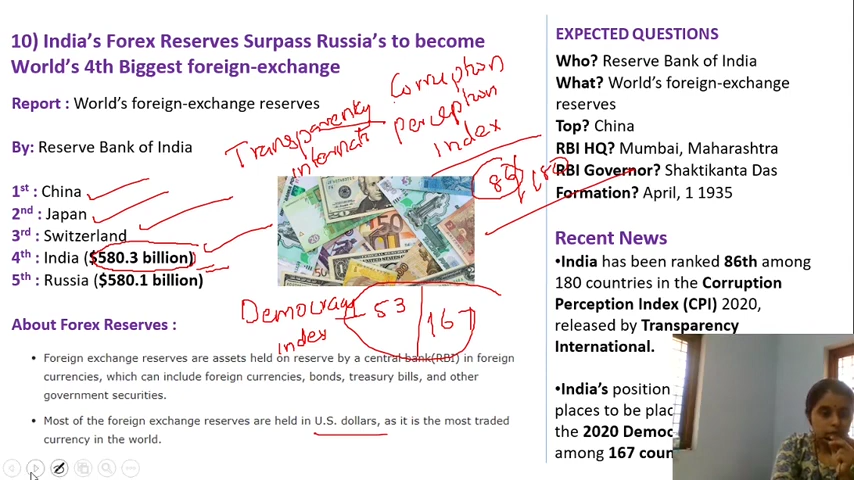 10) India's Forex Reserves Surpass Russia's to become
World's 4th Biggest foreign-exchange
Report : World's foreign-exchange reserves
By: Reserve Bank of India
1st : China
2nd : Japan
3rd : Switzerland
4th : India ($580.3 billion)
5th : Russia ($580.1 billion)
Transparenty
internati
Corruption
perception
index
86/180
Democracy
index
53 167
About Forex Reserves :
• Foreign exchange reserves are assets held on reserve by a central bank(RBI) in foreign
currencies, which can include foreign currencies, bonds, treasury bills, and other
government securities.
• Most of the foreign exchange reserves are held in U.S. dollars, as it is the most traded
currency in the world.
EXPECTED QUESTIONS
Who? Reserve Bank of India
What? World's foreign-exchange
reserves
Top? China
RBI HQ? Mumbai, Maharashtra
RBI Governor? Shaktikanta Das
Formation? April, 1 1935
Recent News
•India has been ranked 86th among
180 countries in the Corruption
Perception Index (CPI) 2020,
released by Transparency
International.
•India's position
places to be plac
the 2020 Democ
among 167 coun